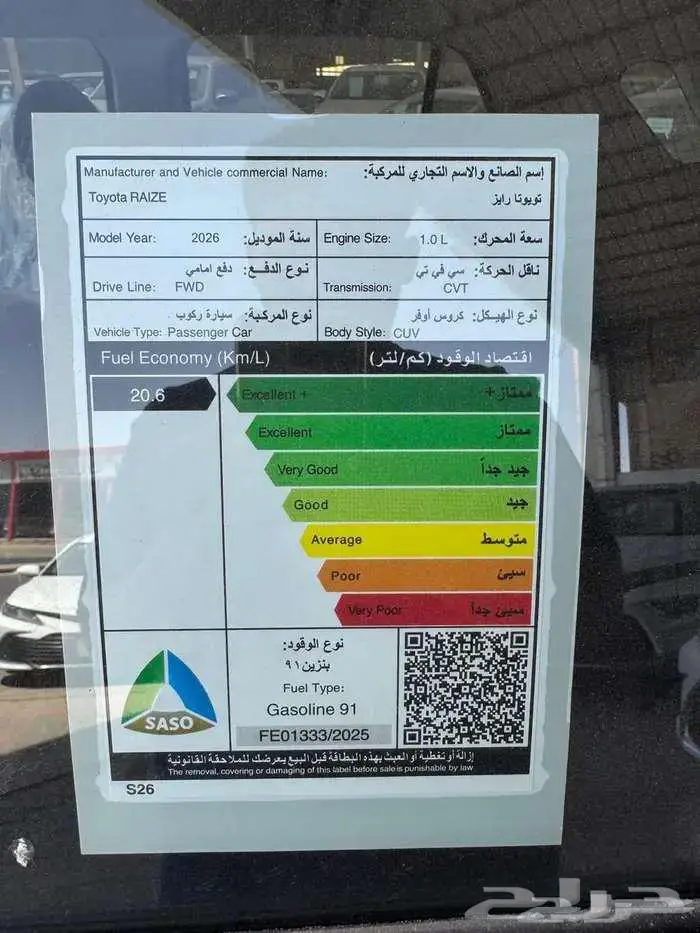 Manufacturer and Vehicle commercial Name: إسم الصانع والاسم التجاري للمركبة:
Toyota RAIZE تويوتا رايز
Model Year: 2026 سنة الموديل: Engine Size: 1.0 L سعة المحرك:
نوع الدفـــع: دفع امامي ناقل الحركة: سي في تي
Drive Line: FWD Transmission: CVT
نوع المركبة: سيارة ركوب نوع الهيكل: كروس أوفر
Vehicle Type: Passenger Car Body Style: CUV
Fuel Economy (Km/L) اقتصاد الوقود (كم/لتر)
20.6 Excellent + ممتاز+
Excellent ممتاز
Very Good جيد جداً
Good جيد
Average متوسط
Poor سيئ
Very Poor سيئ جداً
نوع الوقود:
بنزين ٩١
Fuel Type:
Gasoline 91
FE01333/2025
SASO
إزالة أو تغطية أو العبث بهذه البطاقة قبل البيع يعرضك للملاحقة القانونية
The removal, covering or damaging of this label before sale is punishable by law
S26
حراج